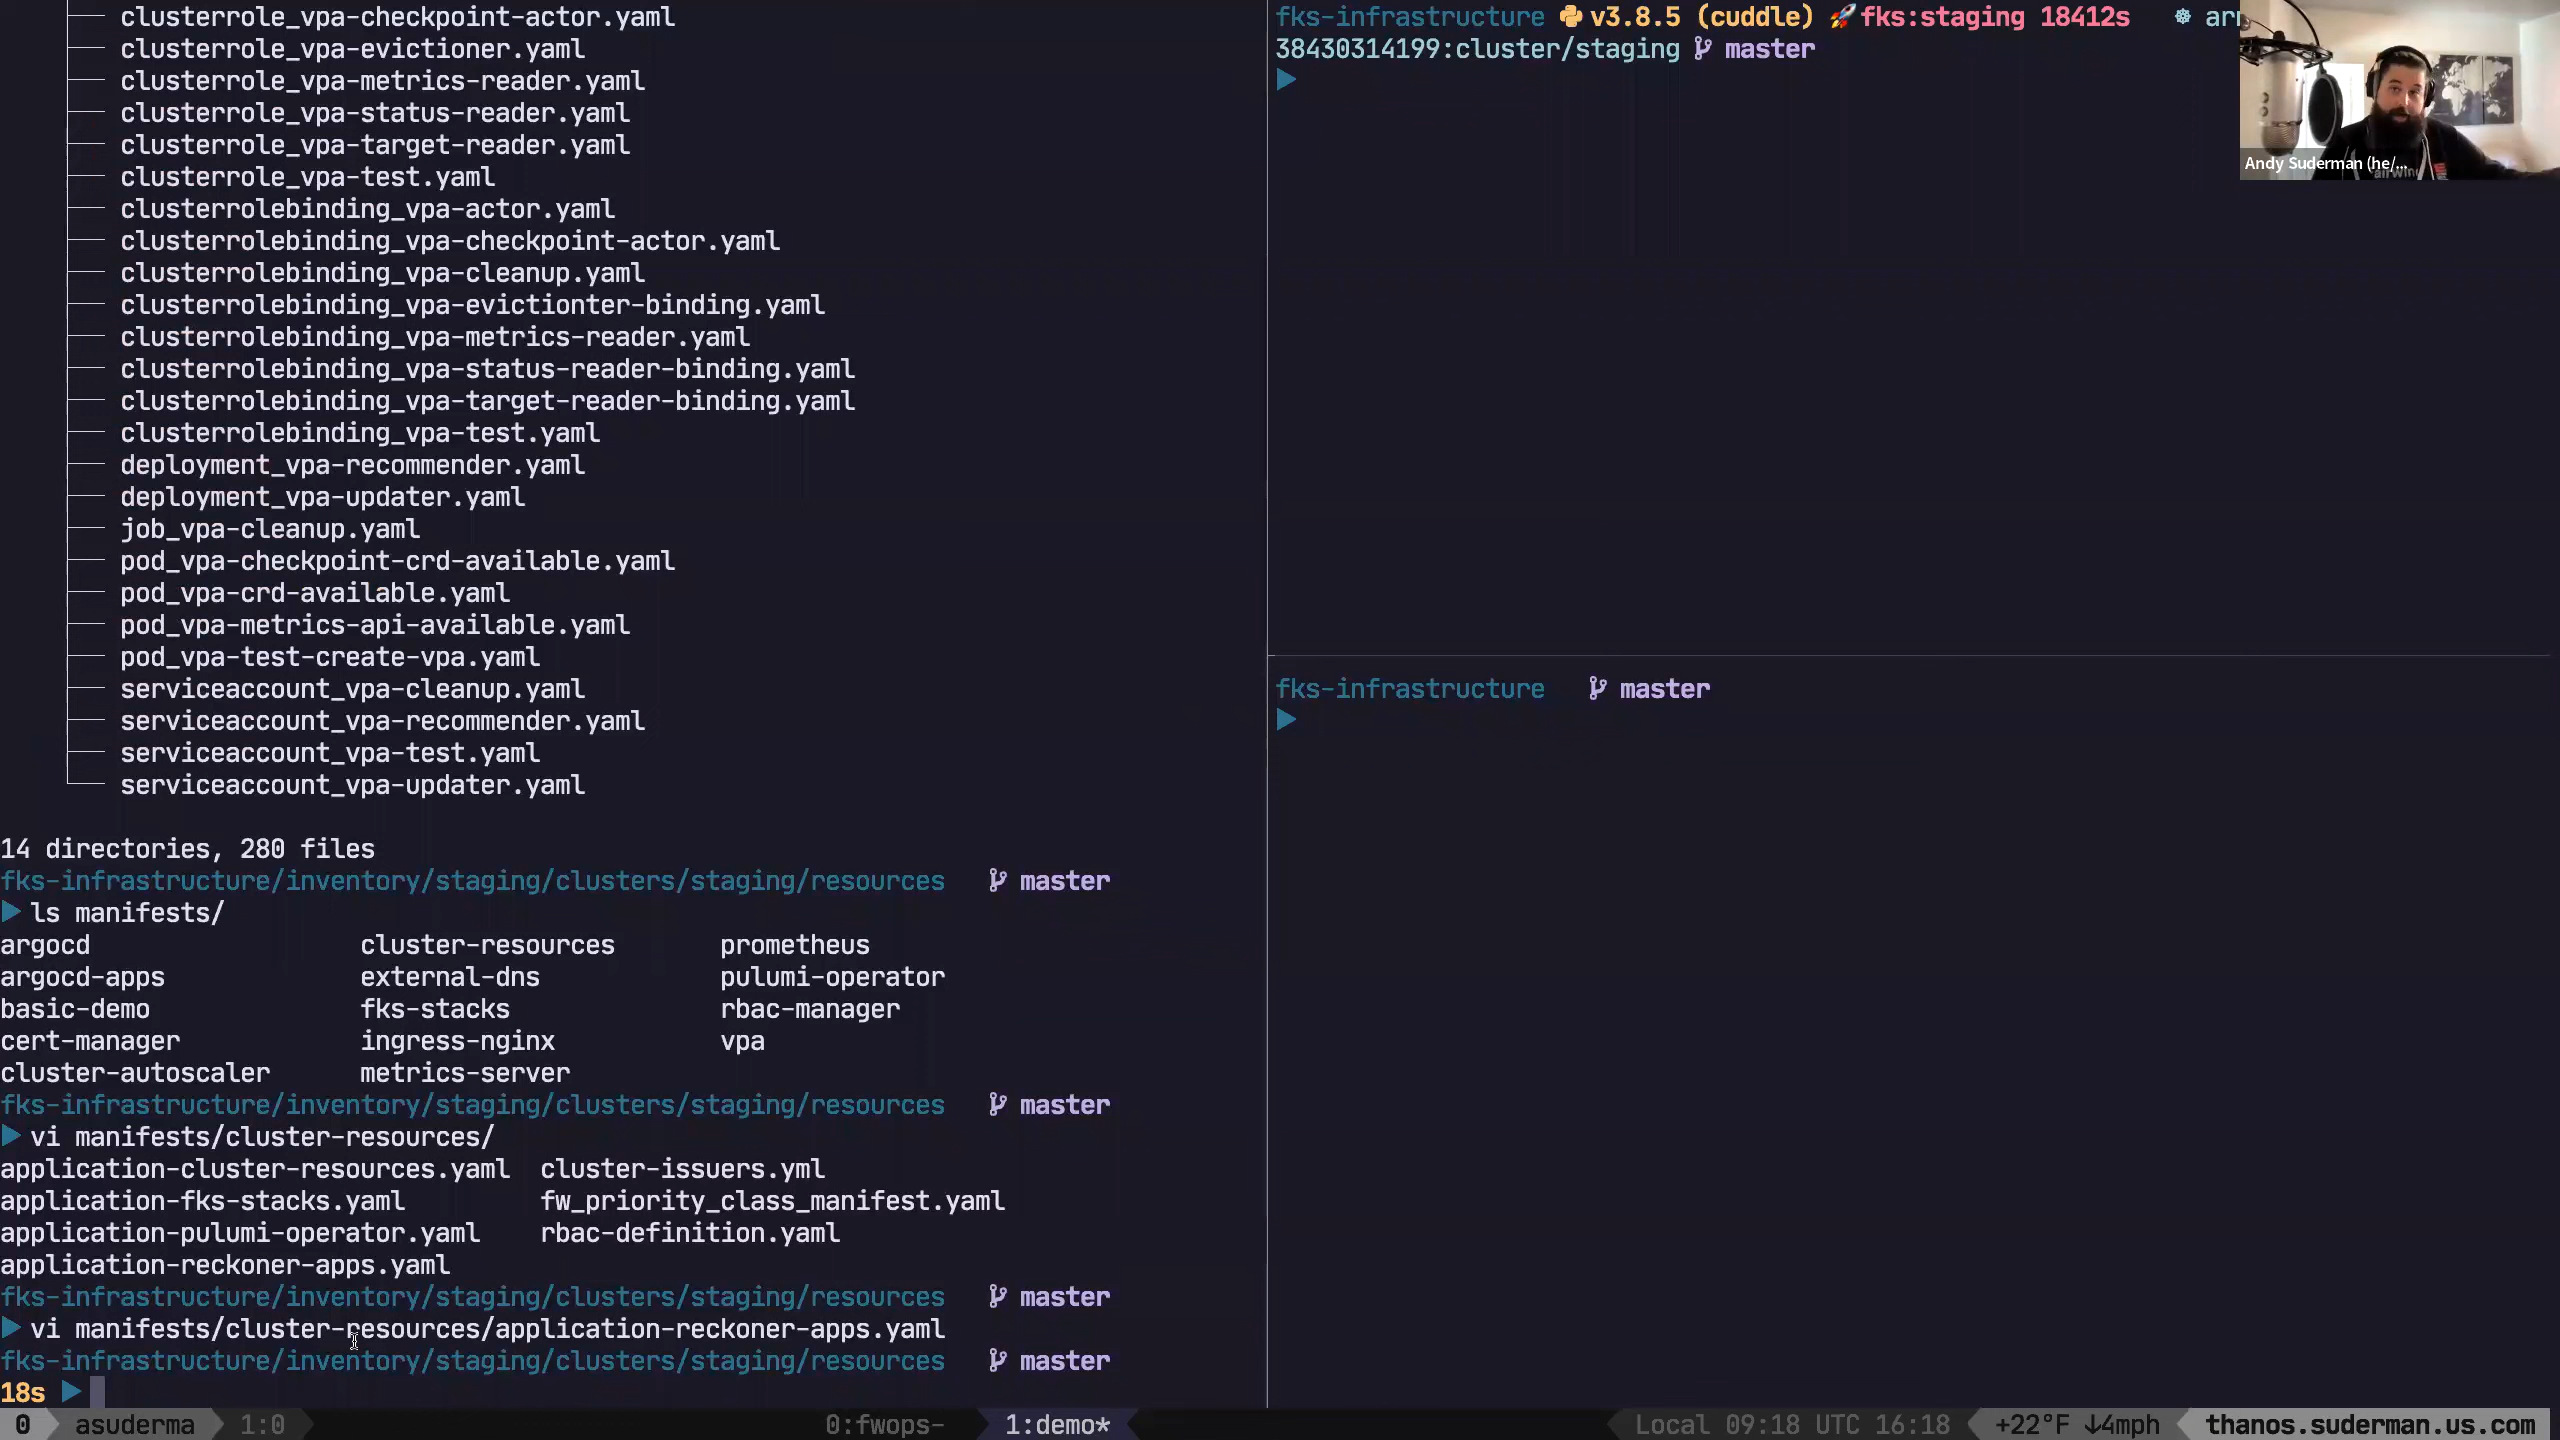 clusterrole_vpa-checkpoint-actor.yaml
clusterrole_vpa-evictioner.yaml
clusterrole_vpa-metrics-reader.yaml
clusterrole_vpa-status-reader.yaml
clusterrole_vpa-target-reader.yaml
clusterrole_vpa-test.yaml
clusterrolebinding_vpa-actor.yaml
clusterrolebinding_vpa-checkpoint-actor.yaml
clusterrolebinding_vpa-cleanup.yaml
clusterrolebinding_vpa-evictionter-binding.yaml
clusterrolebinding_vpa-metrics-reader.yaml
clusterrolebinding_vpa-status-reader-binding.yaml
clusterrolebinding_vpa-target-reader-binding.yaml
clusterrolebinding_vpa-test.yaml
deployment_vpa-recommender.yaml
deployment_vpa-updater.yaml
job_vpa-cleanup.yaml
pod_vpa-checkpoint-crd-available.yaml
pod_vpa-crd-available.yaml
pod_vpa-metrics-api-available.yaml
pod_vpa-test-create-vpa.yaml
serviceaccount_vpa-cleanup.yaml
serviceaccount_vpa-recommender.yaml
serviceaccount_vpa-test.yaml
serviceaccount_vpa-updater.yaml
14 directories, 280 files
fks-infrastructure/inventory/staging/clusters/staging/resources master
ls manifests/
argocd cluster-resources prometheus
argocd-apps external-dns pulumi-operator
basic-demo fks-stacks rbac-manager
cert-manager ingress-nginx vpa
cluster-autoscaler metrics-server
fks-infrastructure/inventory/staging/clusters/staging/resources master
vi manifests/cluster-resources/
application-cluster-resources.yaml cluster-issuers.yml
application-fks-stacks.yaml fw_priority_class_manifest.yaml
application-pulumi-operator.yaml rbac-definition.yaml
application-reckoner-apps.yaml
fks-infrastructure/inventory/staging/clusters/staging/resources master
vi manifests/cluster-resources/application-reckoner-apps.yaml
fks-infrastructure/inventory/staging/clusters/staging/resources master
18s
fks-infrastructure v3.8.5 (cuddle) fks:staging 18412s arn
38430314199:cluster/staging master
Andy Suderman (he/...
fks-infrastructure master
0 asuderma 1:0 0:fwops- 1:demo* Local 09:18 UTC 16:18 +22°F ↓4mph thanos.suderman.us.com